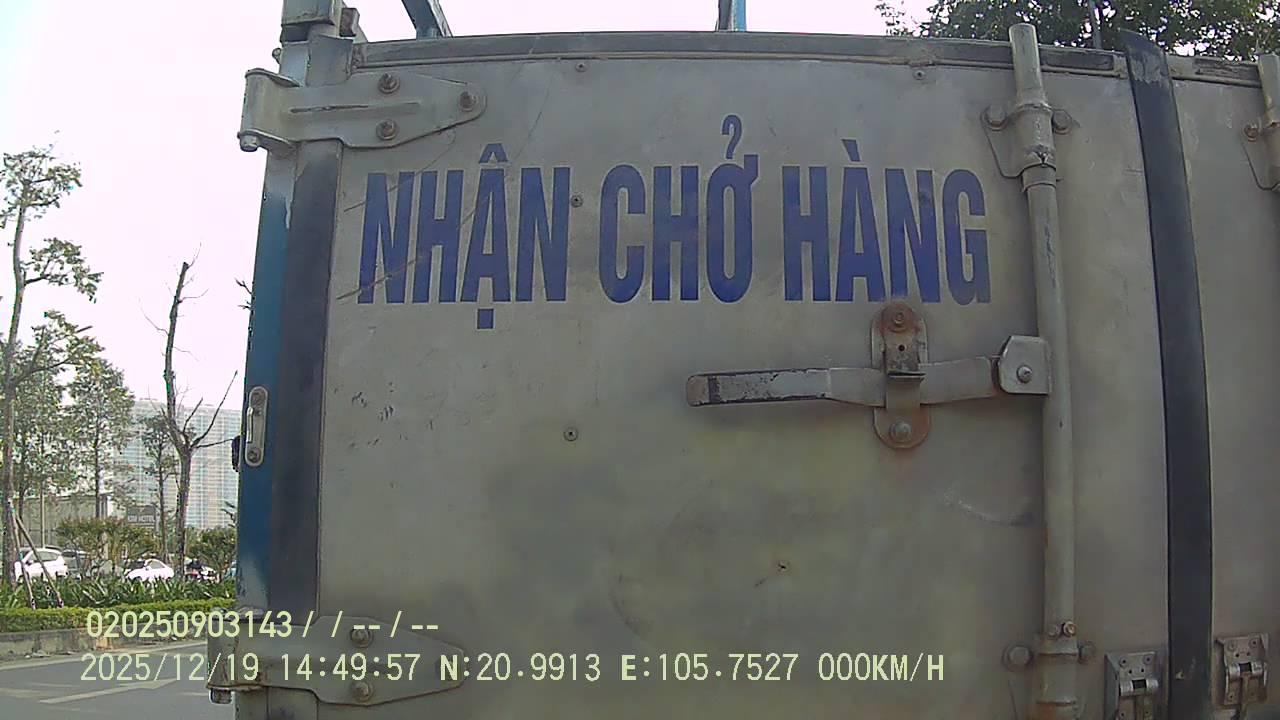 NHẬN CHỞ HÀNG
020250903143/ / -- / --
2025/12/19 14:49:57 N:20.9913 E:105.7527 000KM/H